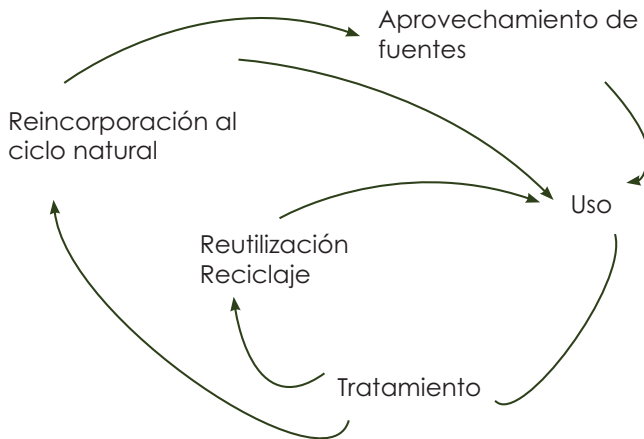 Aprovechamiento de
fuentes
Reincorporación al
ciclo natural
Uso
Reutilización
Reciclaje
Tratamiento